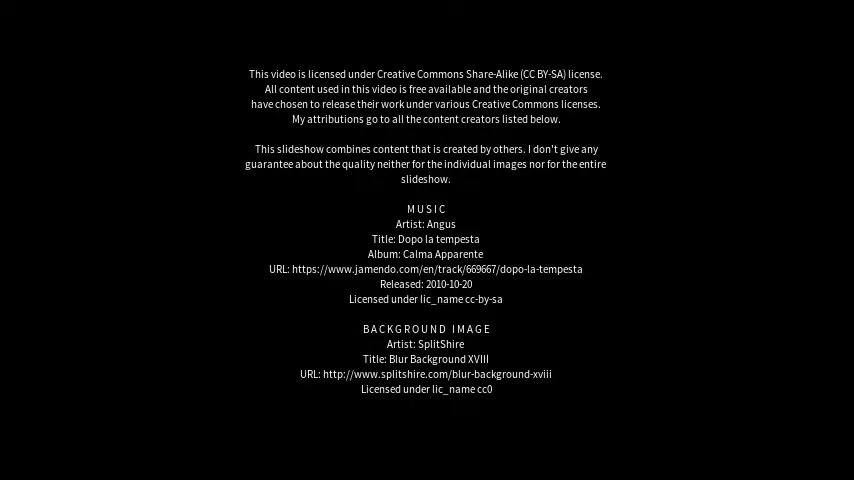 This video is licensed under Creative Commons Share-Alike (CC BY-SA) license.
All content used in this video is free available and the original creators
have chosen to release their work under various Creative Commons licenses.
My attributions go to all the content creators listed below.
This slideshow combines content that is created by others. I don't give any
guarantee about the quality neither for the individual images nor for the entire
slideshow.
MUSIC
Artist: Angus
Title: Dopo la tempesta
Album: Calma Apparente
URL: https://www.jamendo.com/en/track/669667/dopo-la-tempesta
Released: 2010-10-20
Licensed under lic_name cc-by-sa
BACKGROUND IMAGE
Artist: SplitShire
Title: Blur Background XVIII
URL: http://www.splitshire.com/blur-background-xviii
Licensed under lic_name cc0